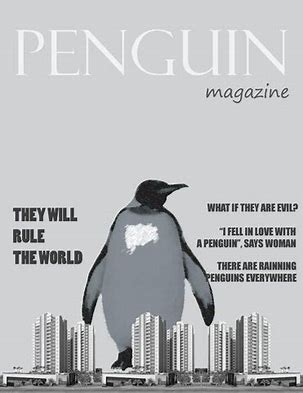 PENGUIN
magazine
THEY WILL
RULE
THE WORLD
WHAT IF THEY ARE EVIL?
"I FELL IN LOVE WITH
A PENGUIN", SAYS WOMAN
THERE ARE RAINNING
PENGUINS EVERYWHERE